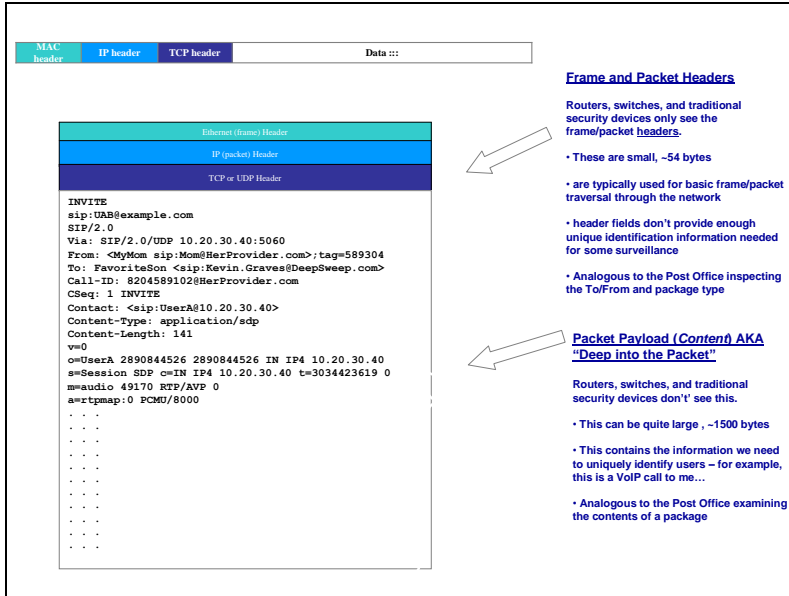 MAC
header
IP header
TCP header
Data :::
Ethernet (frame) Header
IP (packet) Header
TCP or UDP Header
INVITE
sip:UAB@example.com
SIP/2.0
Via: SIP/2.0/UDP 10.20.30.40:5060
From: <MyMom sip:Mom@HerProvider.com>;tag=589304
To: FavoriteSon <sip:Kevin.Graves@DeepSweep.com>
Call-ID: 8204589102@HerProvider.com
CSeq: 1 INVITE
Contact: <sip:UserA@10.20.30.40>
Content-Type: application/sdp
Content-Length: 141
v=0
o=UserA 2890844526 2890844526 IN IP4 10.20.30.40
s=Session SDP c=IN IP4 10.20.30.40 t=3034423619 0
m=audio 49170 RTP/AVP 0
a=rtpmap:0 PCMU/8000
. . .
. . .
. . .
. . .
. . .
. . .
. . .
. . .
. . .
. . .
. . .
Frame and Packet Headers
Routers, switches, and traditional
security devices only see the
frame/packet headers.
• These are small, ~54 bytes
• are typically used for basic frame/packet
traversal through the network
• header fields don't provide enough
unique identification information needed
for some surveillance
• Analogous to the Post Office inspecting
the To/From and package type
Packet Payload (Content) AKA
“Deep into the Packet”
Routers, switches, and traditional
security devices don't' see this.
• This can be quite large , ~1500 bytes
• This contains the information we need
to uniquely identify users – for example,
this is a VoIP call to me…
• Analogous to the Post Office examining
the contents of a package